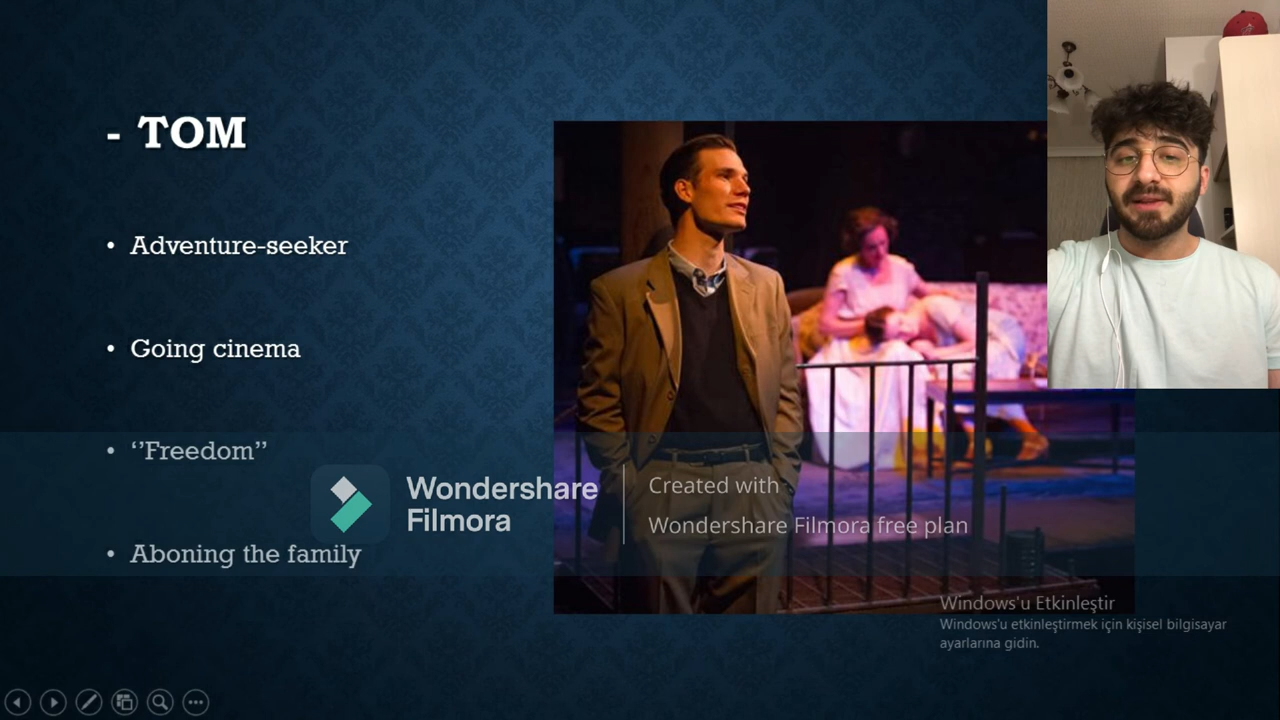 - TOM
• Adventure-seeker
• Going cinema
• ‘’Freedom’’
• Aboning the family
Wondershare
Filmora
Created with
Wondershare Filmora free plan
Windows'u Etkinleştir
Windows'u etkinleştirmek için kişisel bilgisayar
ayarlarına gidin.